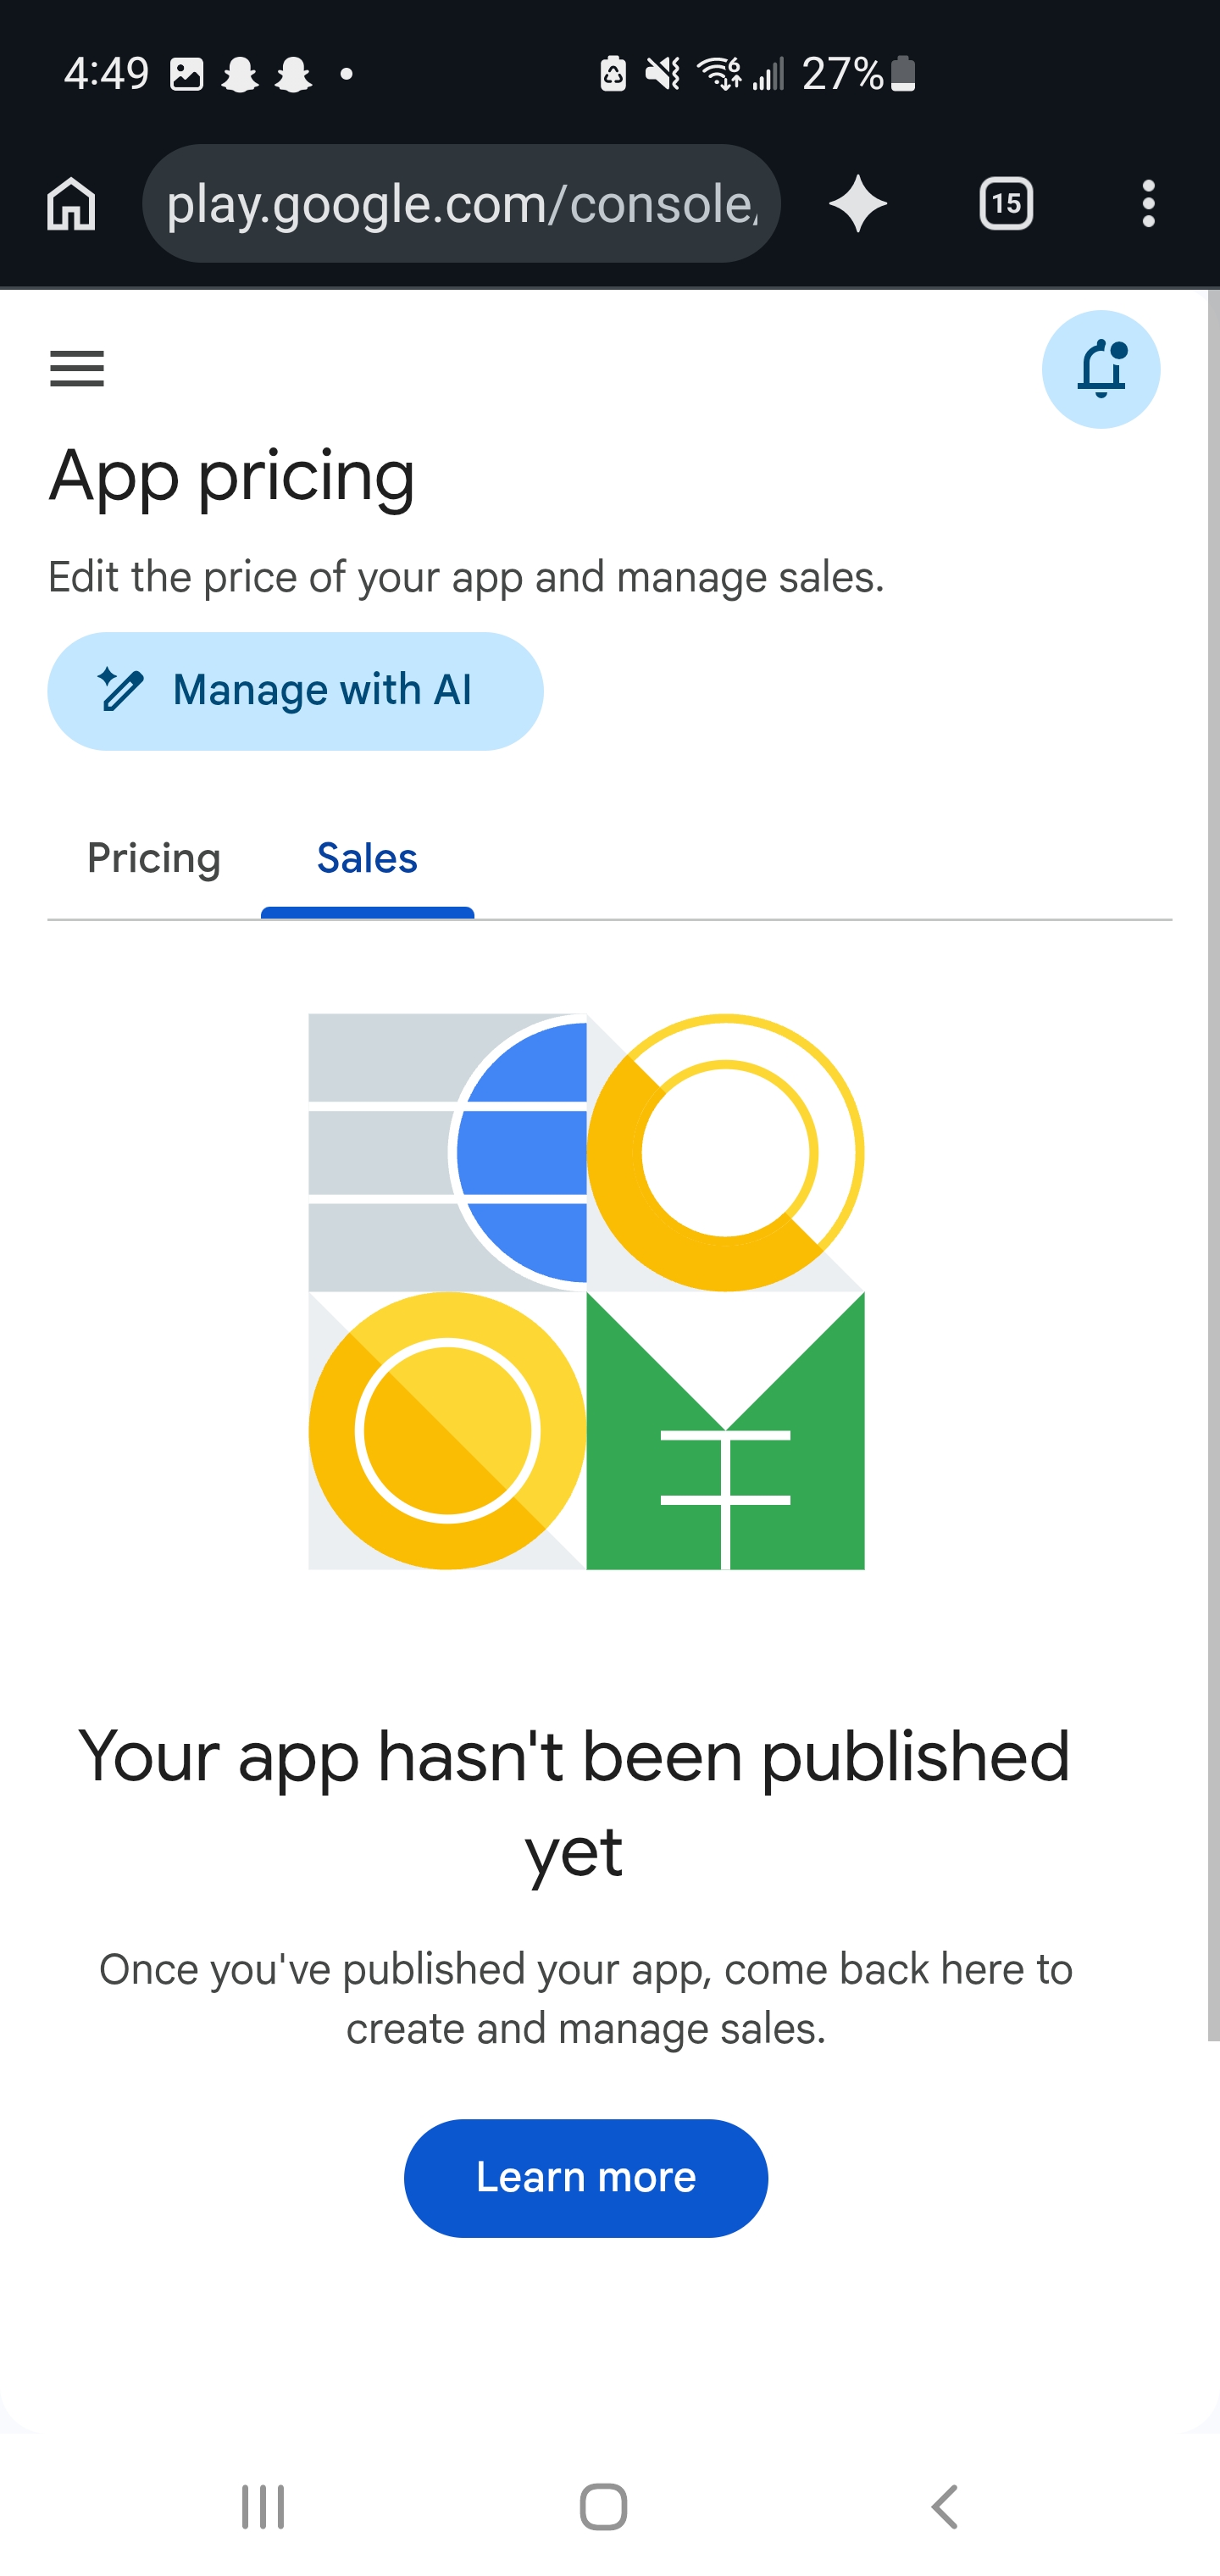 4:49
27%
play.google.com/console/
15
App pricing
Edit the price of your app and manage sales.
Manage with AI
Pricing
Sales
Your app hasn't been published
yet
Once you've published your app, come back here to
create and manage sales.
Learn more